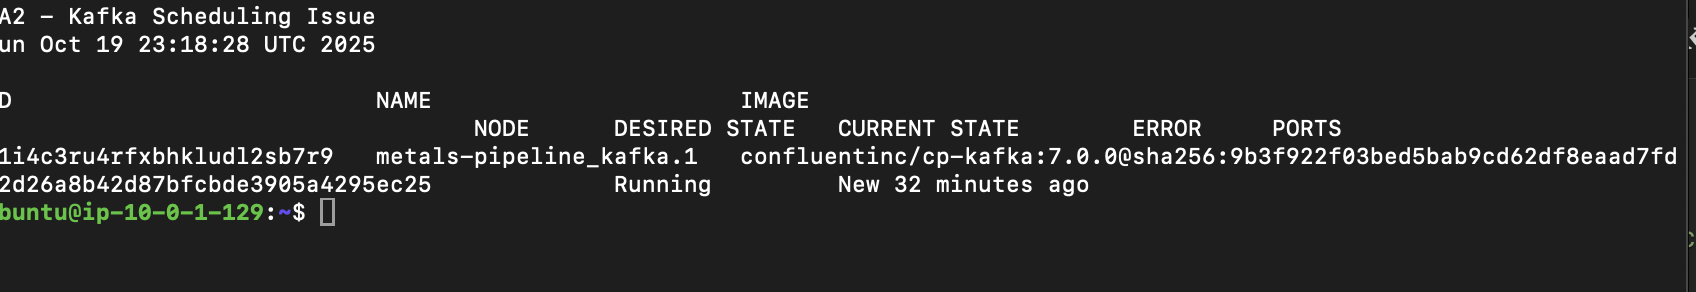 A2 - Kafka Scheduling Issue
un Oct 19 23:18:28 UTC 2025
D NAME IMAGE
NODE DESIRED STATE CURRENT STATE ERROR PORTS
1i4c3ru4rfxbhkludl2sb7r9 metals-pipeline_kafka.1 confluentinc/cp-kafka:7.0.0@sha256:9b3f922f03bed5bab9cd62df8eaad7fd
2d26a8b42d87bfcbde3905a4295ec25 Running New 32 minutes ago
buntu@ip-10-0-1-129:~$